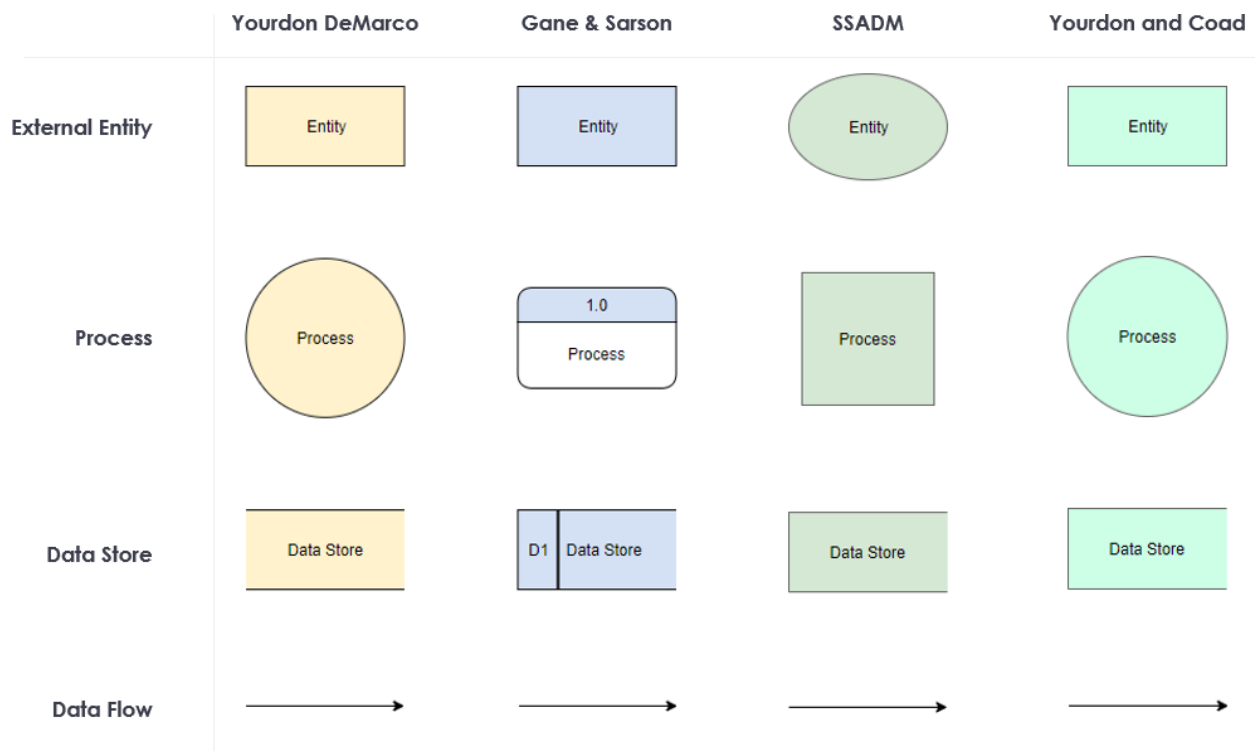 Yourdon DeMarco Gane & Sarson SSADM Yourdon and Coad
External Entity Entity Entity Entity Entity
1.0
Process Process Process Process Process
Data Store Data Store D1 Data Store Data Store Data Store
Data Flow